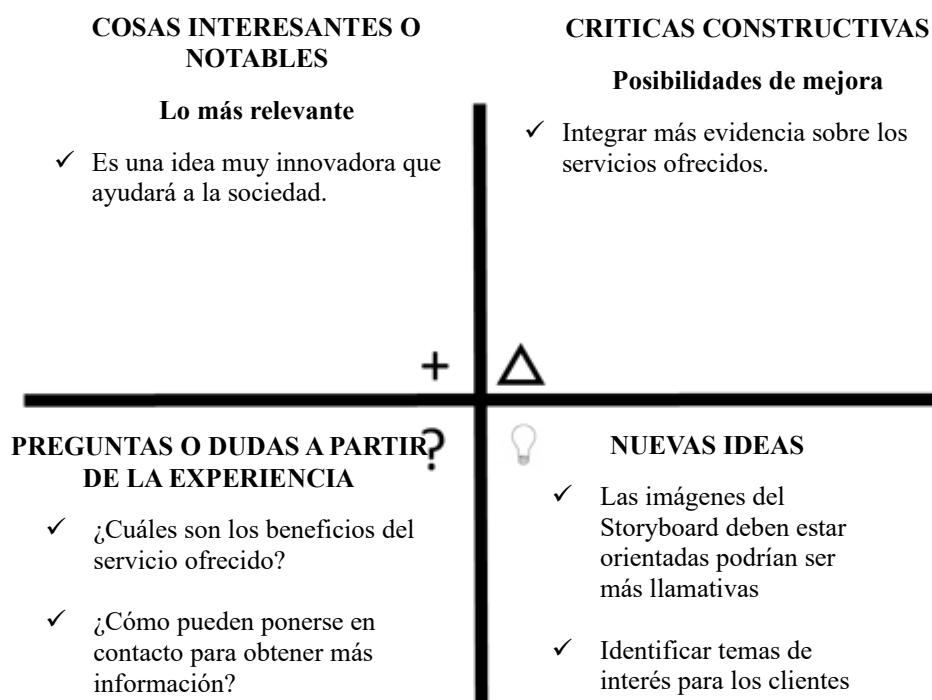 COSAS INTERESANTES O
NOTABLES
Lo más relevante
✓ Es una idea muy innovadora que
ayudará a la sociedad.
+
CRITICAS CONSTRUCTIVAS
Posibilidades de mejora
✓ Integrar más evidencia sobre los
servicios ofrecidos.
PREGUNTAS O DUDAS A PARTIR
DE LA EXPERIENCIA
?
✓ ¿Cuáles son los beneficios del
servicio ofrecido?
✓ ¿Cómo pueden ponerse en
contacto para obtener más
información?
NUEVAS IDEAS
✓ Las imágenes del
Storyboard deben estar
orientadas podrían ser
más llamativas
✓ Identificar temas de
interés para los clientes